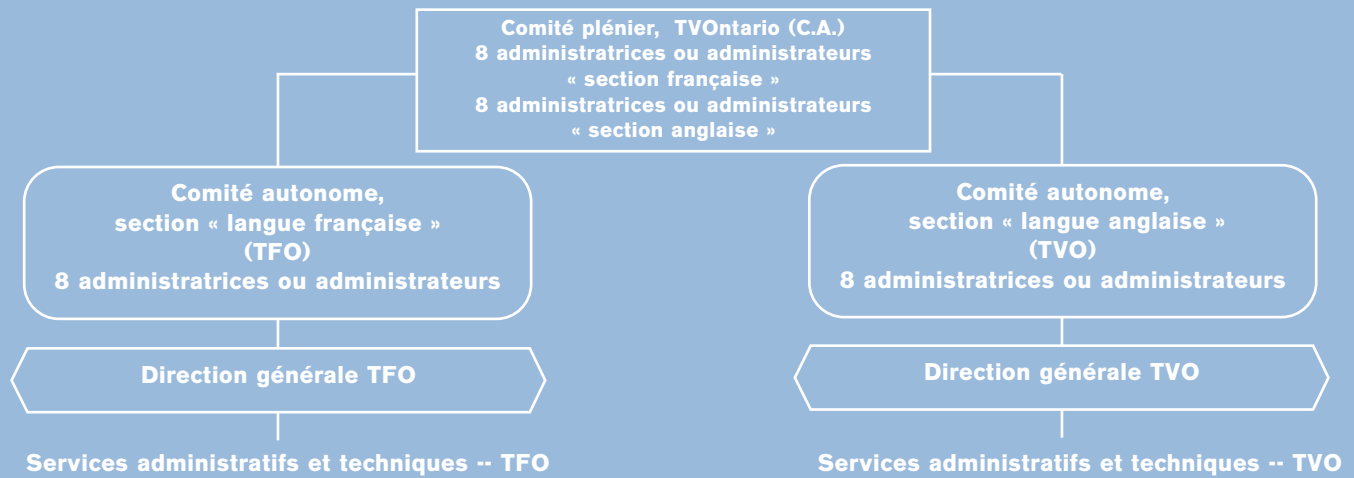 Comité plénier, TVOntario (C.A.)
8 administratrices ou administrateurs
« section française »
8 administratrices ou administrateurs
« section anglaise »
Comité autonome,
section « langue française »
(TFO)
8 administratrices ou administrateurs
Direction générale TFO
Services administratifs et techniques -- TFO
Comité autonome,
section « langue anglaise »
(TVO)
8 administratrices ou administrateurs
Direction générale TVO
Services administratifs et techniques -- TVO